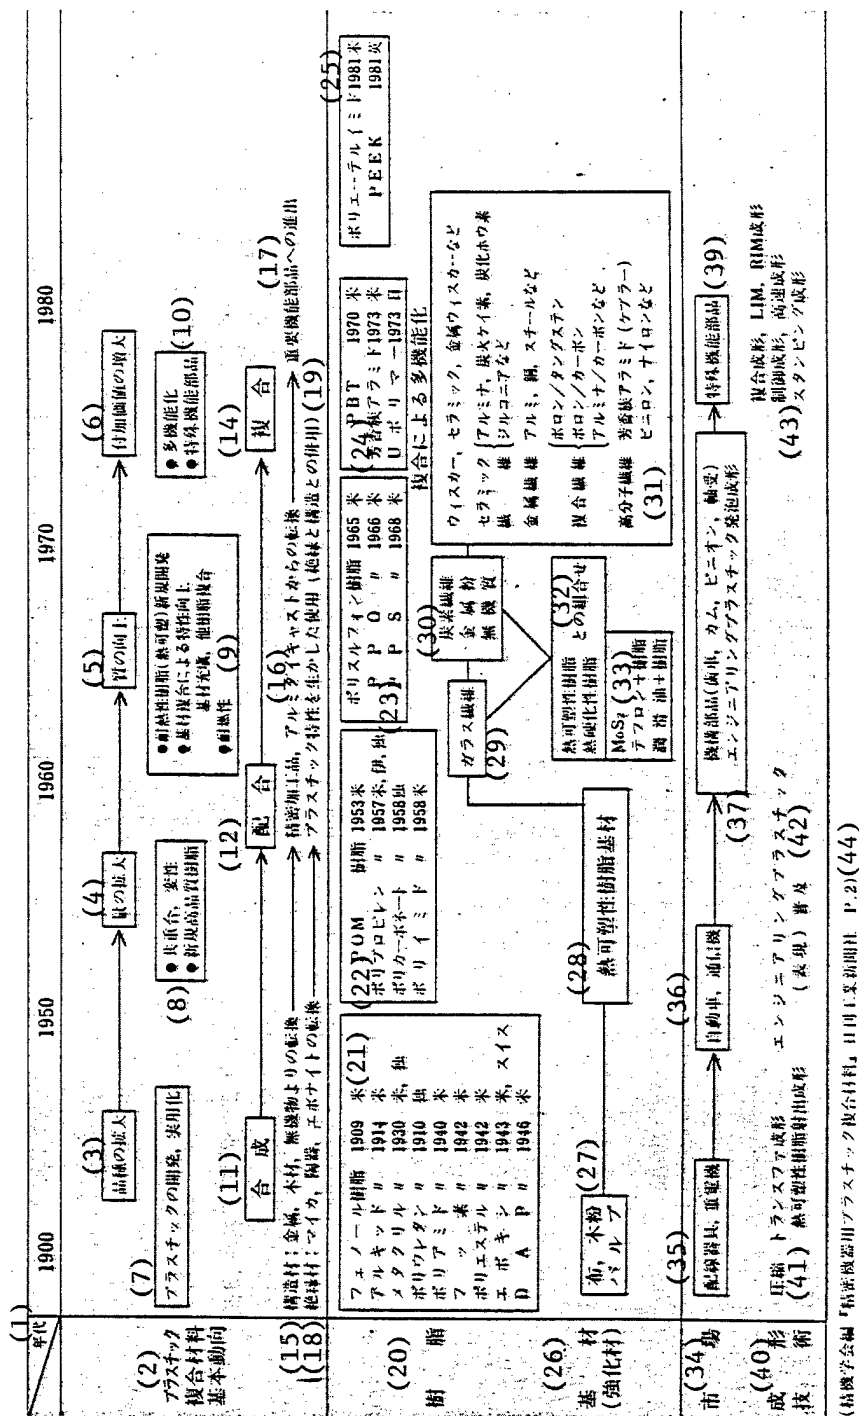 (1)
年代
1900
1950
1960
1970
1980
(2)
プラスチック
複合材料
基本動向
(3)
品種の拡大
(4)
量の拡大
(5)
質の向上
(6)
付加価値の増大
(7)
プラスチックの開発, 実用化
(8)
● 共重合, 変性
● 新規高品質樹脂
● 耐熱性樹脂(熱可塑)新規開発
● 基材複合による特性向上
基材充填, 他樹脂複合
● 耐熱性
(9)
● 多機能化
● 特殊機能部品
(10)
(11)
合成
(12)
配合
(14)
複合
(15)
構造材：金属, 木材, 無機物よりの転換
(16)
精密加工品, アルミダイキャストからの転換
(17)
重要機能部品への進出
(18)
絶縁材：マイカ, 陶器, エボナイトの転換
プラスチック特性を生かした使用(絶縁と構造との併用)
(19)
(20)
樹脂
フェノール樹脂 1909 米
(21)
アルキッド 〃 1914 米
メタクリル 〃 1930 米, 独
ポリウレタン 〃 1910 独
ポリアミド 〃 1940 米
フッ素 〃 1942 米
ポリエステル 〃 1942 米
エポキシ 〃 1943 米, スイス
D A P 〃 1946 米
(22)
POM 樹脂 1953 米
ポリプロピレン 〃 1957 米, 伊, 独
ポリカーボネート 〃 1958 独
ポリイミド 〃 1958 米
(23)
ポリスルフィン樹脂 1965 米
P P O 〃 1966 米
P P S 〃 1968 米
(24)
PBT 1970 米
芳香族アラミド 1973 米
Uポリマー 1973 日
複合による多機能化
(25)
ポリエーテルイミド 1981 米
PEEK 1981 英
(26)
基材
(強化材)
(27)
布, 木粉
パルプ
(28)
熱可塑性樹脂基材
(29)
ガラス繊維
(30)
炭素繊維
金属粉
無機質
ウィスカー, セラミック, 金属ウィスカーなど
セラミック繊維
アルミナ, 炭火ケイ素, 炭化ホウ素
ジルコニアなど
金属繊維 アルミ, 銅, スチールなど
複合繊維
ボロン/タングステン
ボロン/カーボン
アルミナ/カーボンなど
高分子繊維
芳香族アラミド(ケブラー)
ビニロン, ナイロンなど
(31)
(32)
熱可塑性樹脂
熱硬化性樹脂
との組合せ
(33)
MoS₂
テフロン+樹脂
潤滑油+樹脂
(34)
市場
(35)
配線器具, 重電機
(36)
自動車, 通信機
(37)
機構部品(歯車, カム, ピニオン, 軸受)
エンジニアリングプラスチック発泡成形
特殊機能部品
(39)
(40)
成形技術
圧縮 トランスファ成形
(41)
熱可塑性樹脂射出成形
エンジニアリングプラスチック
(表現) 普及
(42)
複合成形, LIM, RIM成形
制御成形, 高速成形
(43)
スタンピング成形
(精機学会編『精密機器用プラスチック複合材料』日刊工業新聞社 P.2)
(44)